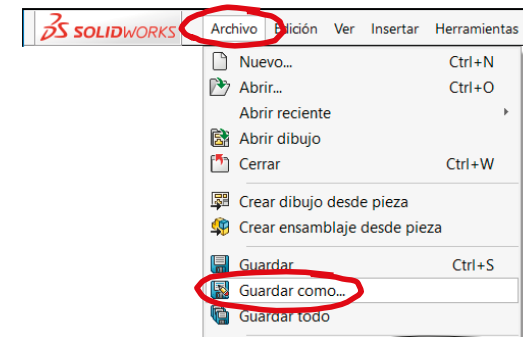 SOLIDWORKS Archivo Edición Ver Insertar Herramientas
Nuevo... Ctrl+N
Abrir... Ctrl+O
Abrir reciente
Abrir dibujo
Cerrar Ctrl+W
Crear dibujo desde pieza
Crear ensamblaje desde pieza
Guardar Ctrl+S
Guardar como...
Guardar todo